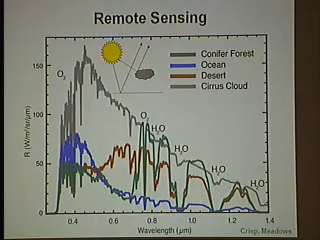 Remote Sensing
R (W/m²/sr/µm)
150
100
50
0
O₃
O₂
H₂O
H₂O
H₂O
H₂O
Conifer Forest
Ocean
Desert
Cirrus Cloud
0.4
0.6
0.8
1.0
1.2
1.4
Wavelength (µm)
Crisp, Meadows